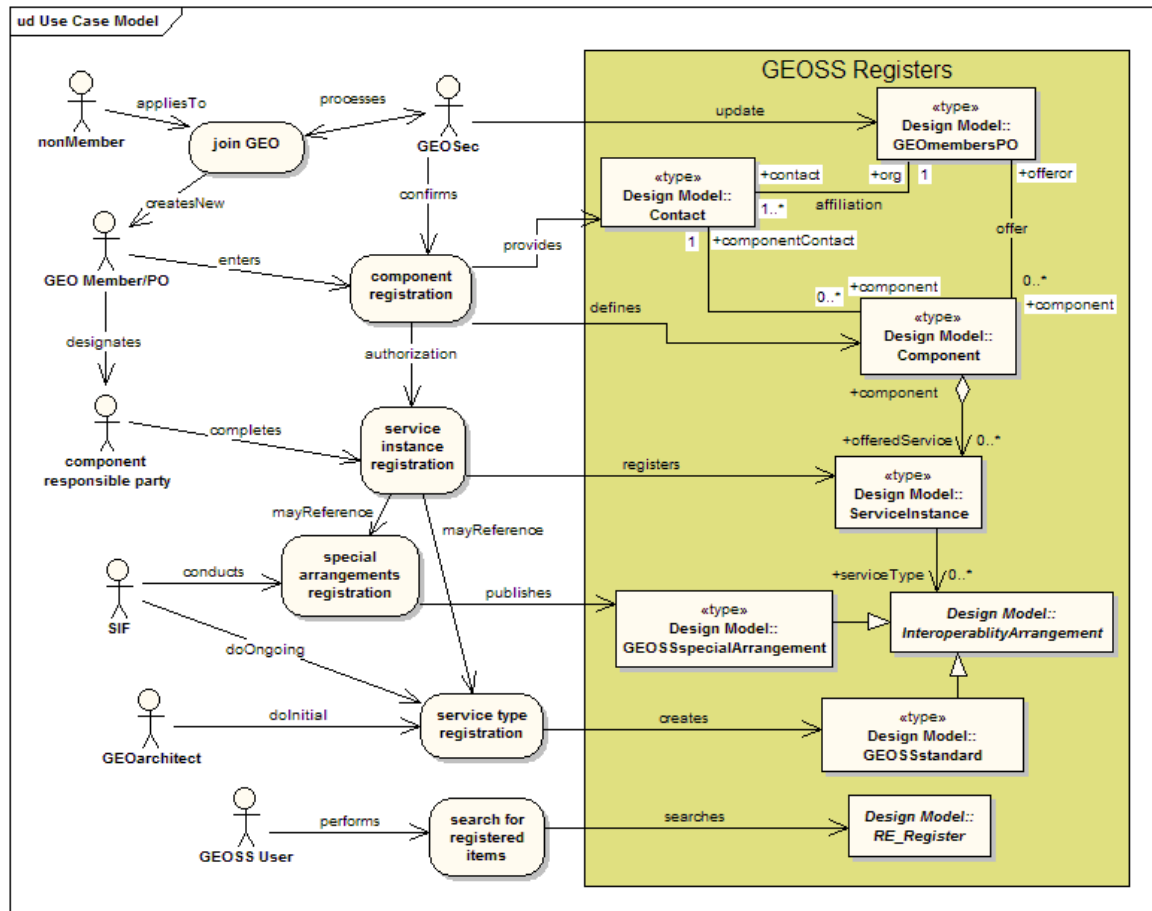 ud Use Case Model
GEOSS Registers
nonMember
appliesTo
join GEO
processes
GEOSec
update
«type»
Design Model::
GEOmembersPO
createsNew
confirms
«type»
Design Model::
Contact
+contact
+org
1
+offeror
1..*
affiliation
offer
GEO Member/PO
enters
component
registration
provides
1
+componentContact
0..*
+component
0..*
+component
designates
authorization
defines
«type»
Design Model::
Component
+component
component
responsible party
completes
service
instance
registration
+offeredService
0..*
registers
«type»
Design Model::
ServiceInstance
mayReference
mayReference
SIF
conducts
special
arrangements
registration
publishes
+serviceType
0..*
«type»
Design Model::
GEOSSspecialArrangement
Design Model::
InteroperablityArrangement
doOngoing
GEOarchitect
doInitial
service type
registration
creates
«type»
Design Model::
GEOSSstandard
GEOSS User
performs
search for
registered
items
searches
Design Model::
RE_Register